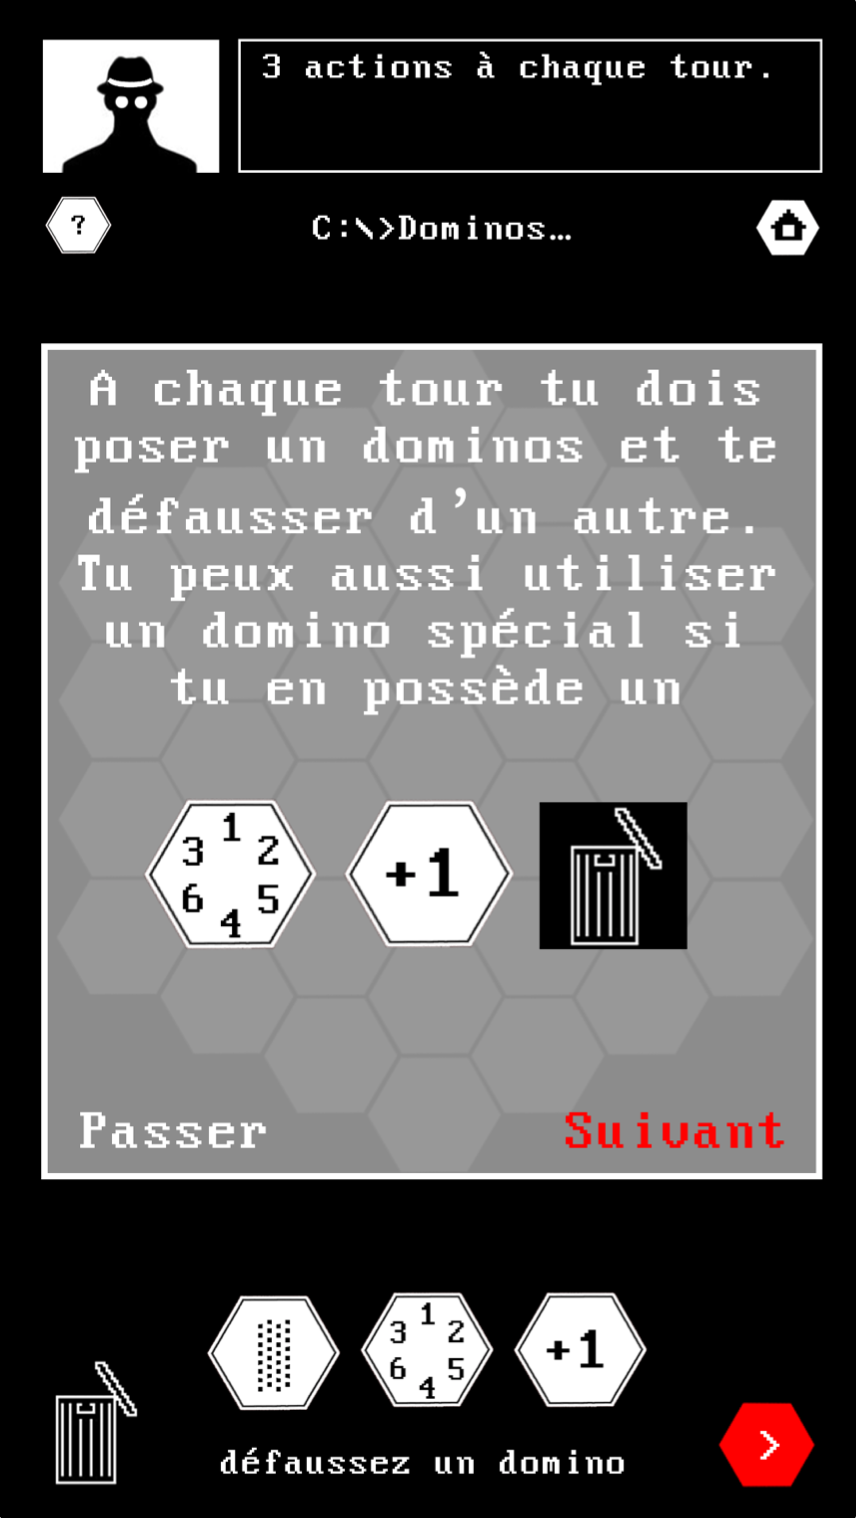 3 actions à chaque tour.
?
C:\>Dominos…
A chaque tour tu dois
poser un dominos et te
défausser d’un autre.
Tu peux aussi utiliser
un domino spécial si
tu en possède un
1
3 2
6 5
4
+1
Passer Suivant
1
3 2
6 5
4
+1
>
défaussez un domino